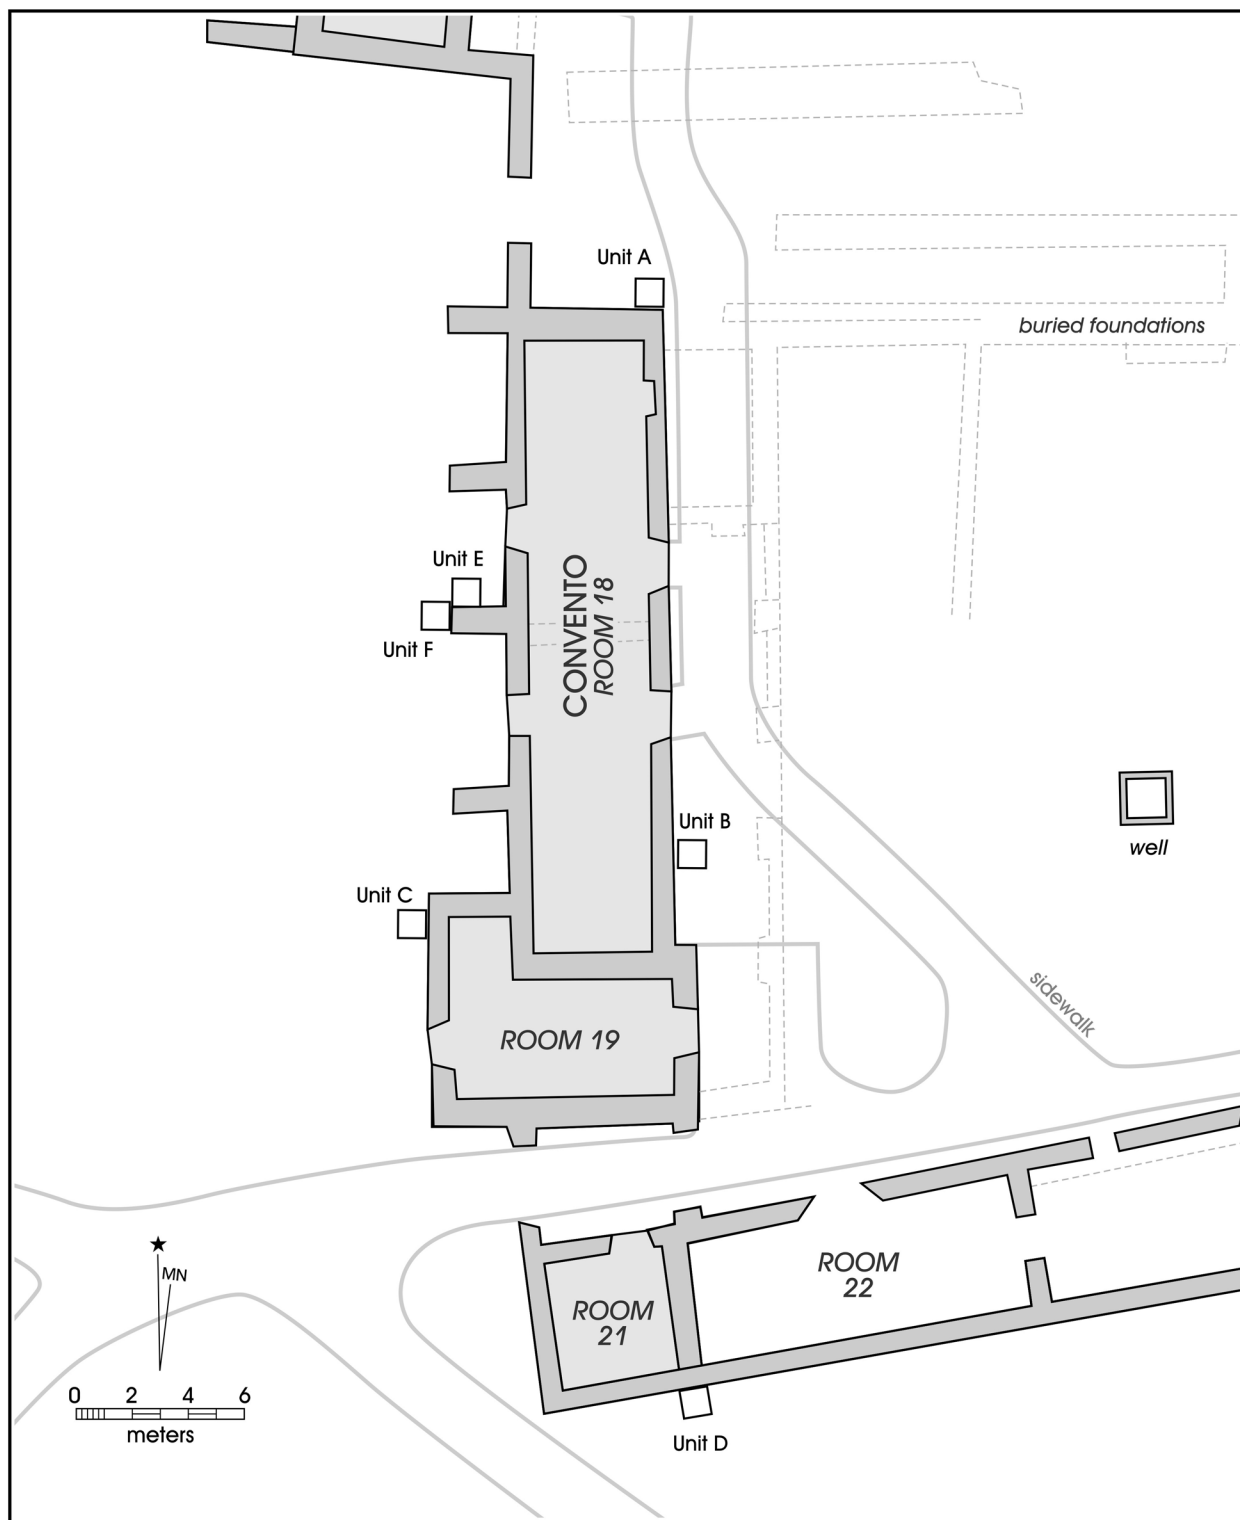 Unit A
buried foundations
Unit E
CONVENTO
ROOM 18
Unit F
Unit B
well
Unit C
sidewalk
ROOM 19
MN
ROOM
22
ROOM
21
0 2 4 6
meters
Unit D